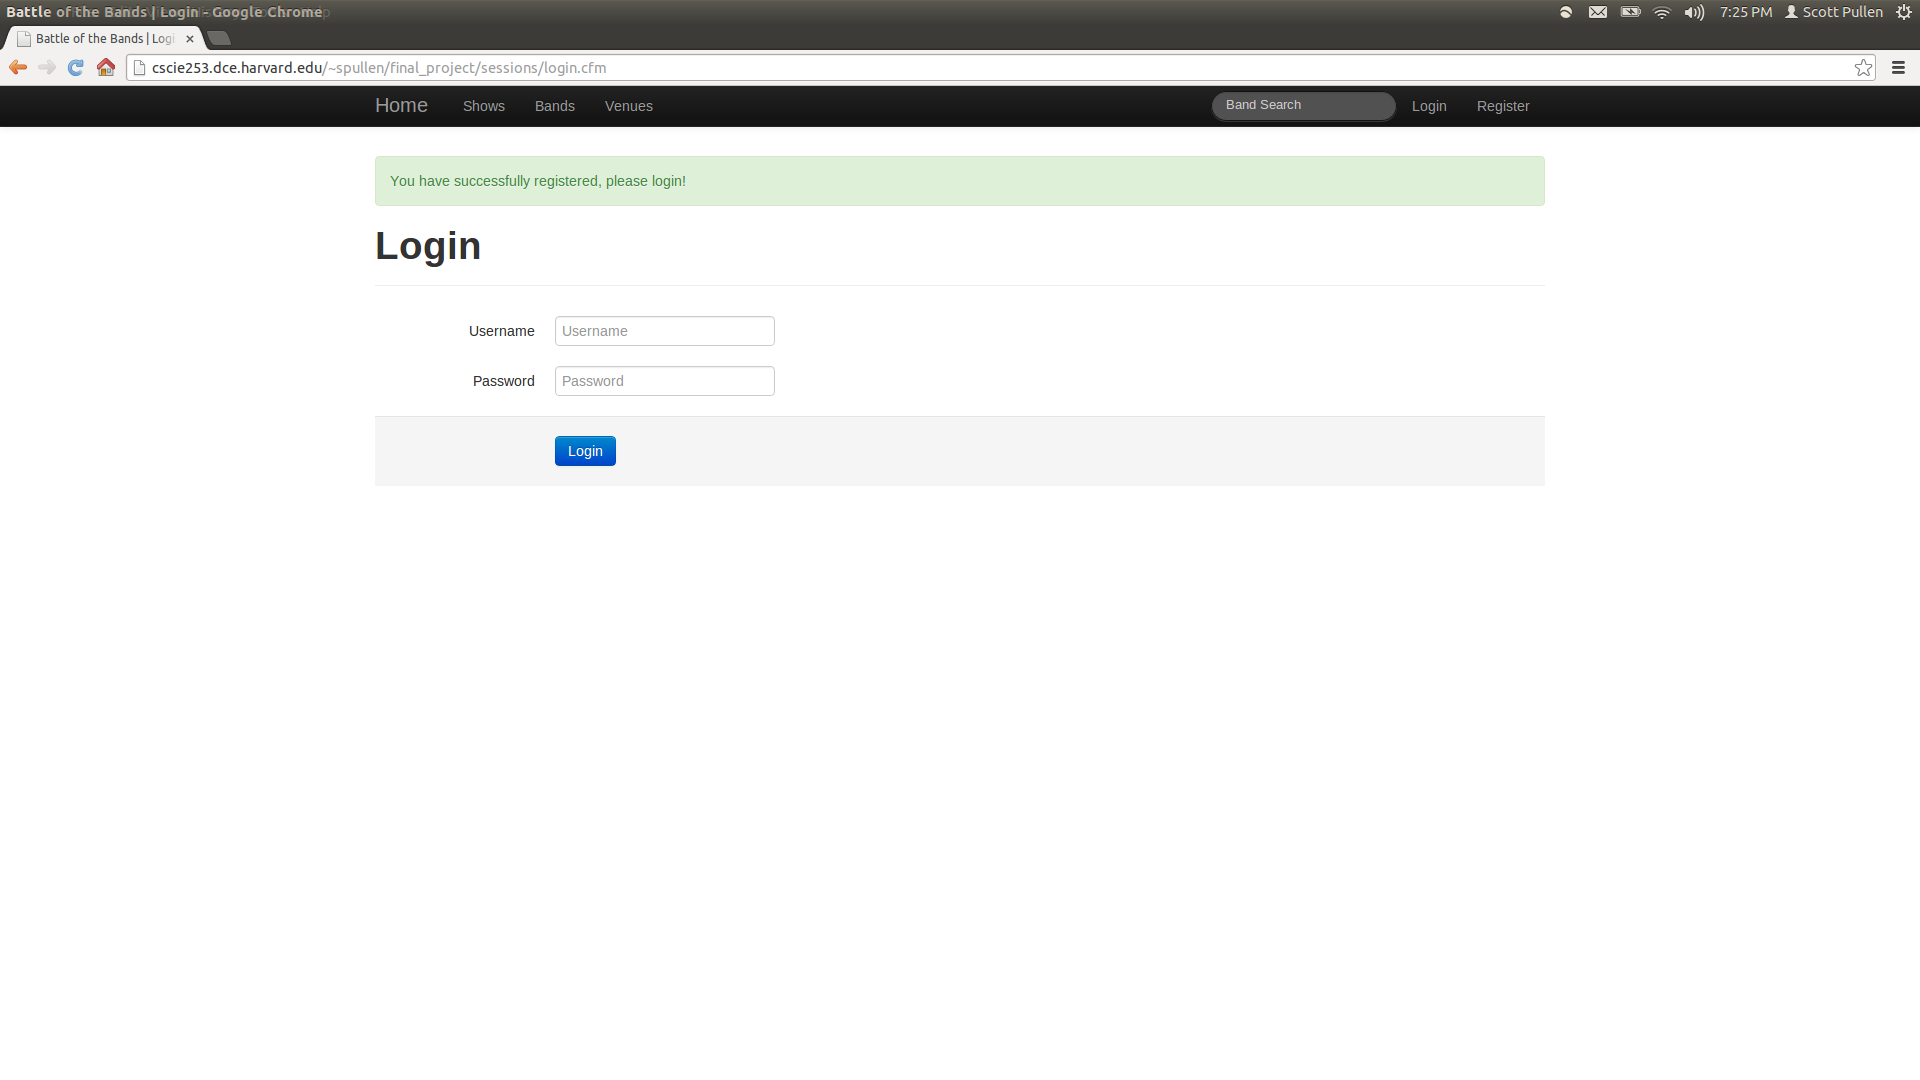 Battle of the Bands | Login - Google Chrome
7:25 PM Scott Pullen
Battle of the Bands | Logi
cscie253.dce.harvard.edu/~spullen/final_project/sessions/login.cfm
Home Shows Bands Venues Band Search Login Register
You have successfully registered, please login!
Login
Username Username
Password Password
Login